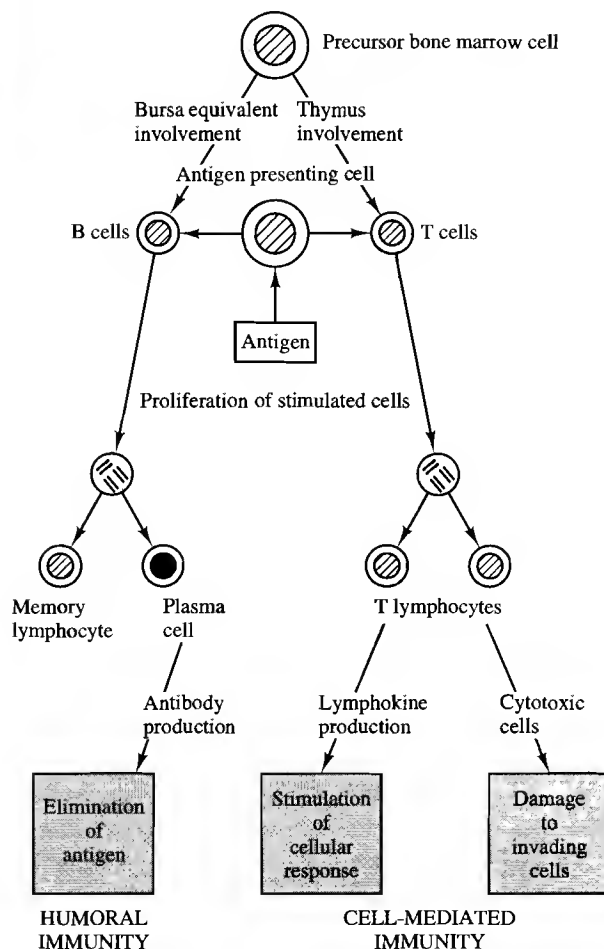 Precursor bone marrow cell
Bursa equivalent
involvement
Thymus
involvement
Antigen presenting cell
B cells
T cells
Antigen
Proliferation of stimulated cells
Memory
lymphocyte
Plasma
cell
T lymphocytes
Antibody
production
Lymphokine
production
Cytotoxic
cells
Elimination
of
antigen
Stimulation
of
cellular
response
Damage
to
invading
cells
HUMORAL
IMMUNITY
CELL-MEDIATED
IMMUNITY